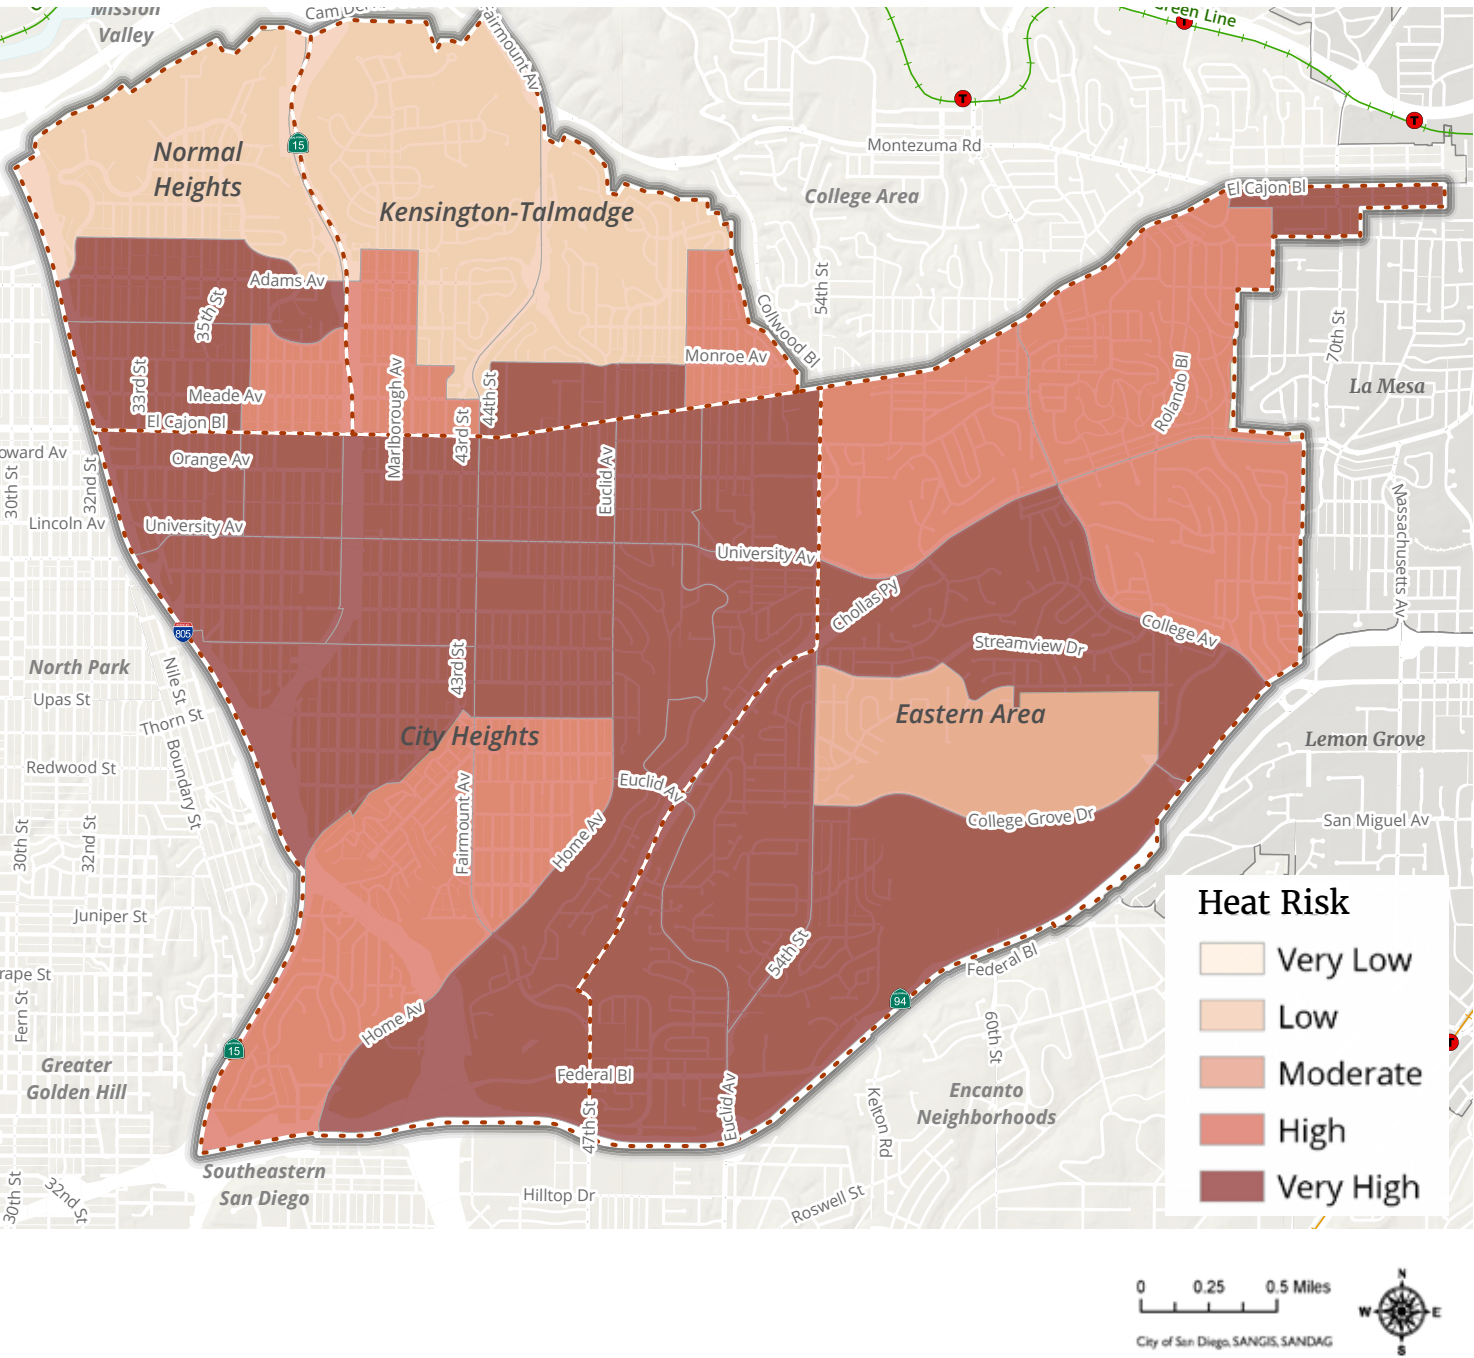 Mission
Valley
Fairmount Av
Green Line
T
T
T
Montezuma Rd
Normal
Heights
15
Kensington-Talmadge
College Area
El Cajon Bl
Adams Av
35th St
54th St
Collwood Bl
70th St
33rd St
Meade Av
El Cajon Bl
Marlborough Av
43rd St
44th St
Monroe Av
Rolando Bl
La Mesa
30th St
32nd St
Orange Av
Euclid Av
Lincoln Av
University Av
University Av
Massachusetts Av
Chollas Py
College Av
805
Streamview Dr
North Park
Nile St
43rd St
Upas St
Thorn St
City Heights
Eastern Area
Lemon Grove
Redwood St
Boundary St
Euclid Av
30th St
32nd St
Fairmount Av
Home Av
College Grove Dr
San Miguel Av
Juniper St
Fern St
54th St
Federal Bl
94
Home Av
15
60th St
T
Greater
Golden Hill
Federal Bl
47th St
Euclid Av
Kelton Rd
Encanto
Neighborhoods
Southeastern
San Diego
30th St
32nd St
Hilltop Dr
Roswell St
Heat Risk
Very Low
Low
Moderate
High
Very High
0 0.25 0.5 Miles
City of San Diego, SANGIS, SANDAG
N
W E
S